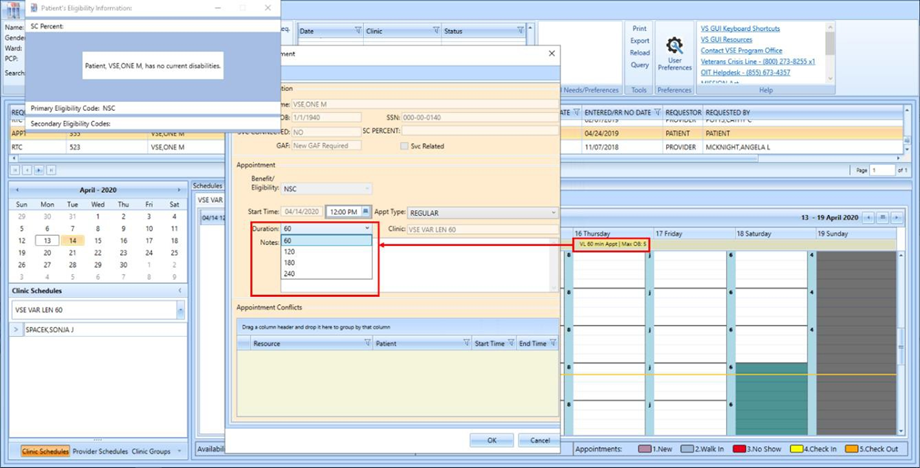 Patient's Eligibility Information:
SC Percent:
Patient, VSE,ONE M, has no current disabilities.
Primary Eligibility Code: NSC
Secondary Eligibility Codes:
Name:
Ward:
PCP:
Search
Date
Clinic
Status
Print
Export
Reload
Query
Tools
User
Preferences
Preferences
Needs/Preferences
VS GUI Keyboard Shortcuts
VS GUI Resources
Contact VSE Program Office
Veterans Crisis Line - (800) 273-8255 x1
OIT Helpdesk - (855) 673-4357
Help
DATE
ENTERED/RR NO DATE
REQUESTOR
REQUESTED BY
APPT
353
VSE,ONE M
04/24/2019
PATIENT
PATIENT
RTC
523
VSE,ONE M
11/07/2018
PROVIDER
MCKNIGHT,ANGELA L
Page
1
of 1
VSE,ONE M
1/1/1940
SSN:
000-00-0140
NO
SC PERCENT:
GAF:
New GAF Required
Svc Related
Appointment
Benefit/
Eligibility:
NSC
Start Time:
04/14/2020
12:00 PM
Appt Type:
REGULAR
Duration:
60
Clinic:
VSE VAR LEN 60
Notes:
60
120
180
240
Appointment Conflicts
Drag a column header and drop it here to group by that column
Resource
Patient
Start Time
End Time
OK
Cancel
April - 2020
Sun Mon Tue Wed Thu Fri Sat
29 30 31 1 2 3 4
5 6 7 8 9 10 11
12 13 14 15 16 17 18
19 20 21 22 23 24 25
26 27 28 29 30 1 2
3 4 5 6 7 8 9
Clinic Schedules
VSE VAR LEN 60
SPACEK,SONJA J
Clinic Schedules
Provider Schedules
Clinic Groups
Schedules
VSE VAR
13 - 19 April 2020
16 Thursday
17 Friday
18 Saturday
19 Sunday
VL 60 min Appt | Max OB: 5
Appointments:
1.New
2.Walk In
3.No Show
4.Check In
5.Check Out